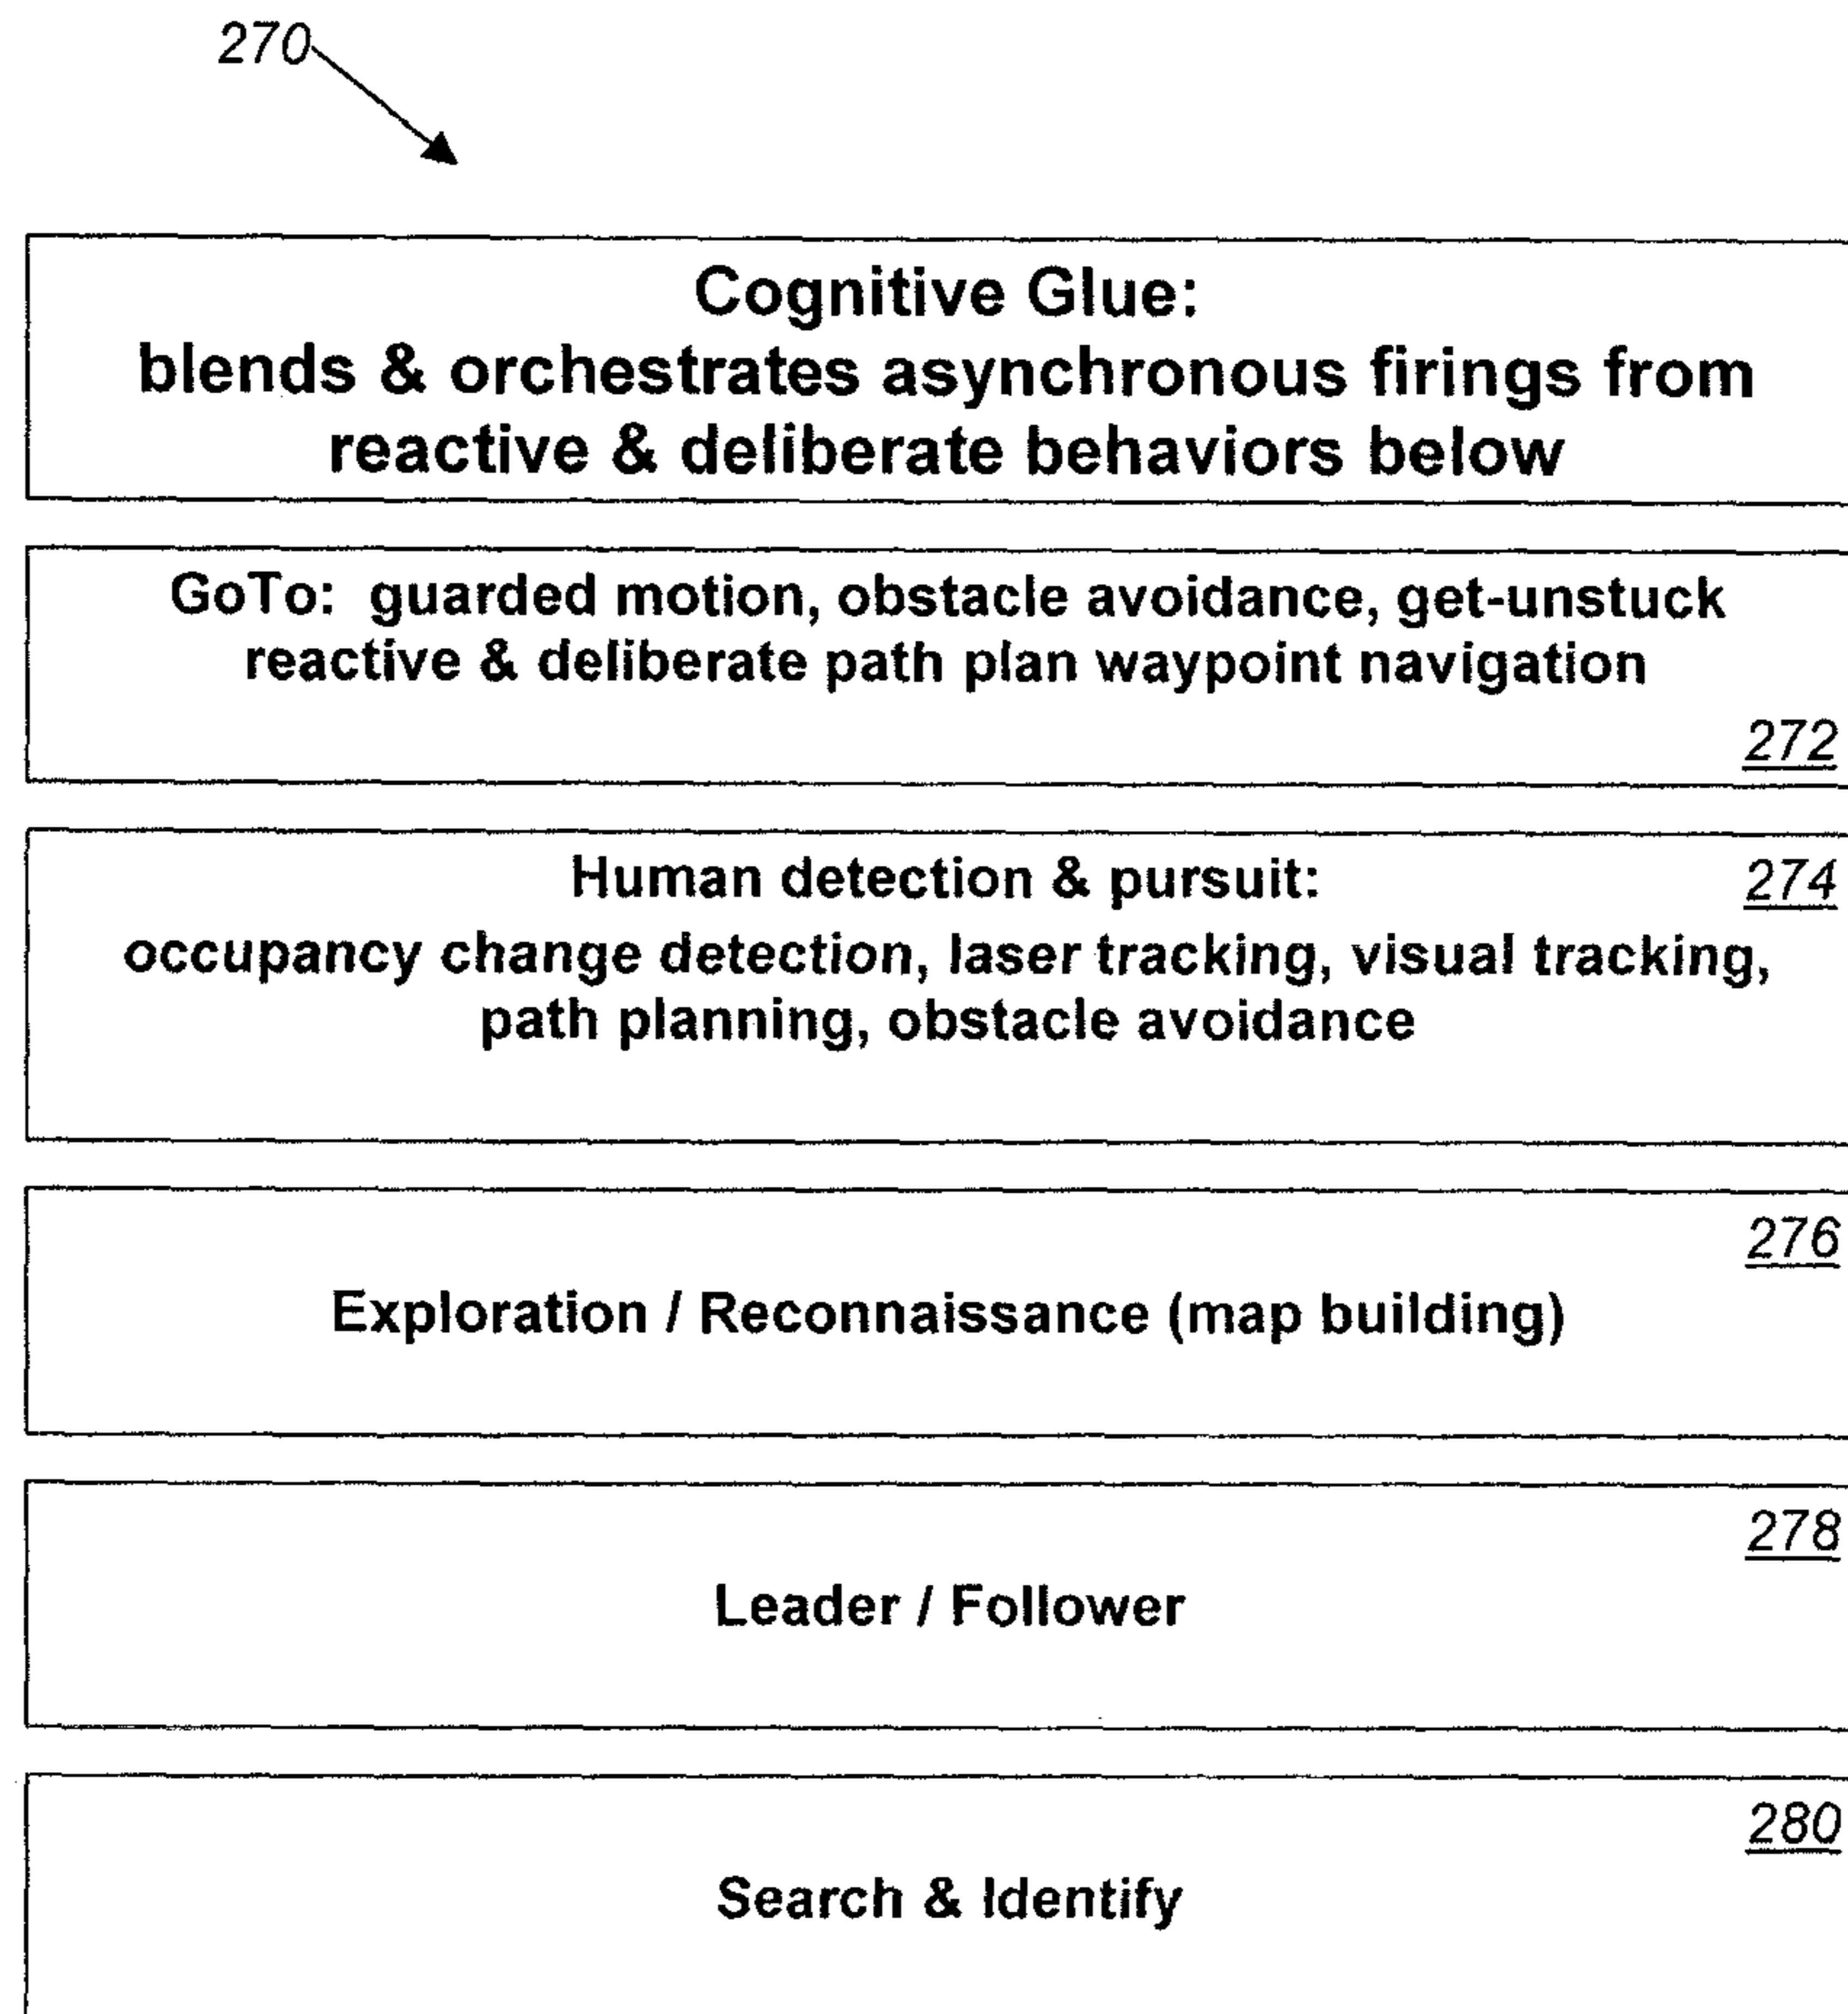 270
Cognitive Glue:
blends & orchestrates asynchronous firings from
reactive & deliberate behaviors below
GoTo: guarded motion, obstacle avoidance, get-unstuck
reactive & deliberate path plan waypoint navigation
272
Human detection & pursuit:
274
occupancy change detection, laser tracking, visual tracking,
path planning, obstacle avoidance
276
Exploration / Reconnaissance (map building)
278
Leader / Follower
280
Search & Identify